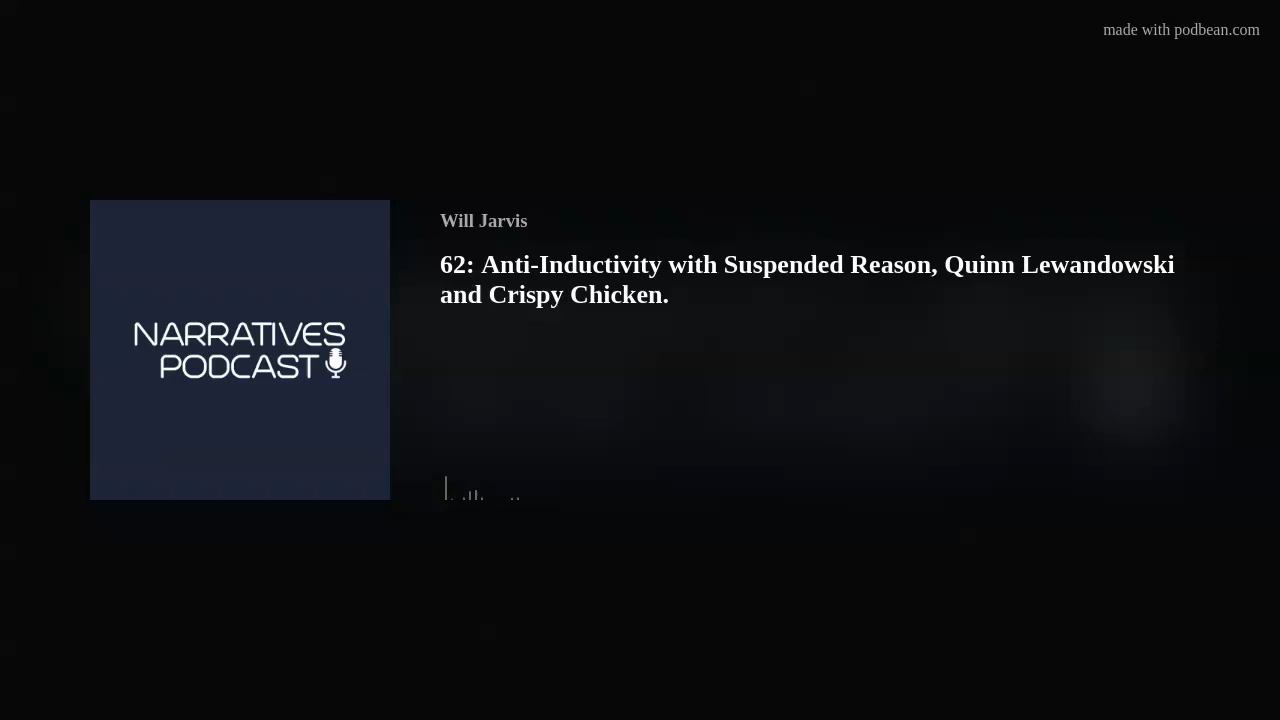 made with podbean.com
NARRATIVES
PODCAST
Will Jarvis
62: Anti-Inductivity with Suspended Reason, Quinn Lewandowski
and Crispy Chicken.